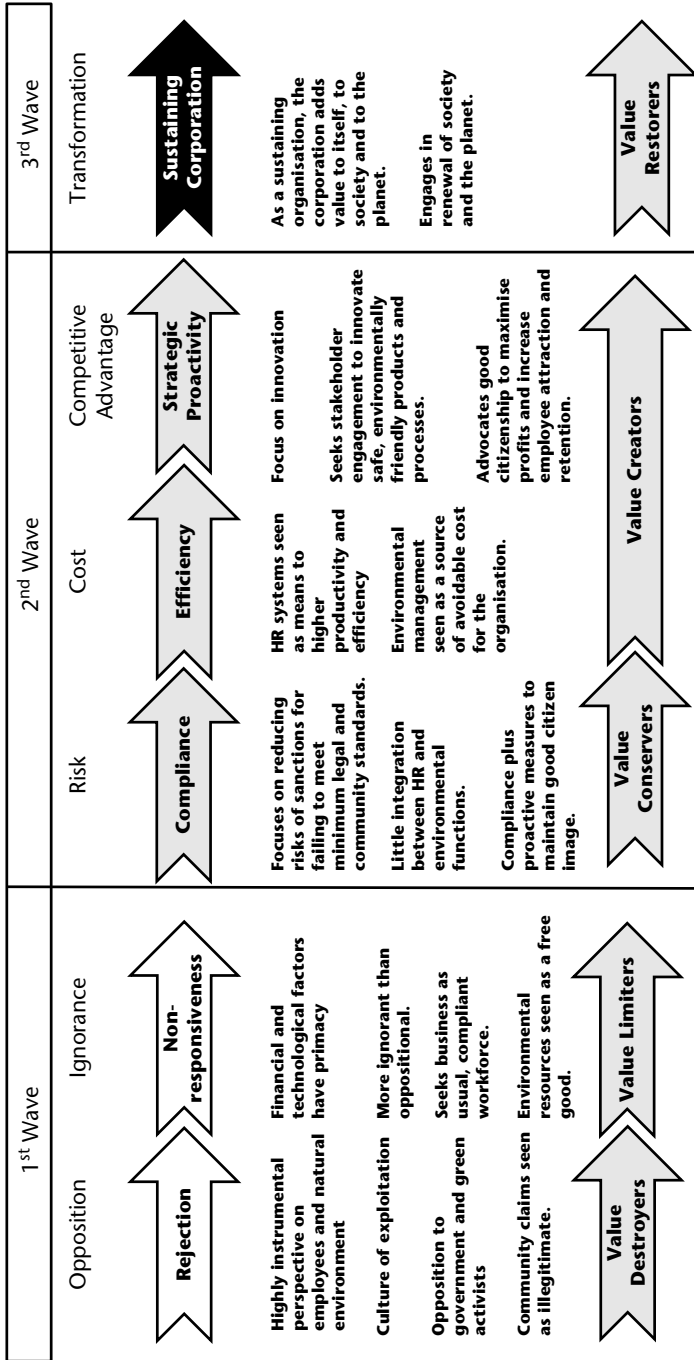 1st Wave
2nd Wave
3rd Wave
Opposition
Ignorance
Risk
Cost
Competitive
Advantage
Transformation
Rejection
Non-
responsiveness
Compliance
Efficiency
Strategic
Proactivity
Sustaining
Corporation
Highly instrumental
perspective on
employees and natural
environment
Culture of exploitation
Opposition to
government and green
activists
Community claims seen
as illegitimate.
Financial and
technological factors
have primacy
More ignorant than
oppositional.
Seeks business as
usual, compliant
workforce.
Environmental
resources seen as a free
good.
Focuses on reducing
risks of sanctions for
failing to meet
minimum legal and
community standards.
Little integration
between HR and
environmental
functions.
Compliance plus
proactive measures to
maintain good citizen
image.
HR systems seen
as means to
higher
productivity and
efficiency
Environmental
management
seen as a source
of avoidable cost
for the
organisation.
Focus on innovation
Seeks stakeholder
engagement to innovate
safe, environmentally
friendly products and
processes.
Advocates good
citizenship to maximise
profits and increase
employee attraction and
retention.
As a sustaining
organisation, the
corporation adds
value to itself, to
society and to the
planet.
Engages in
renewal of society
and the planet.
Value
Destroyers
Value Limiters
Value
Conservers
Value Creators
Value
Restorers